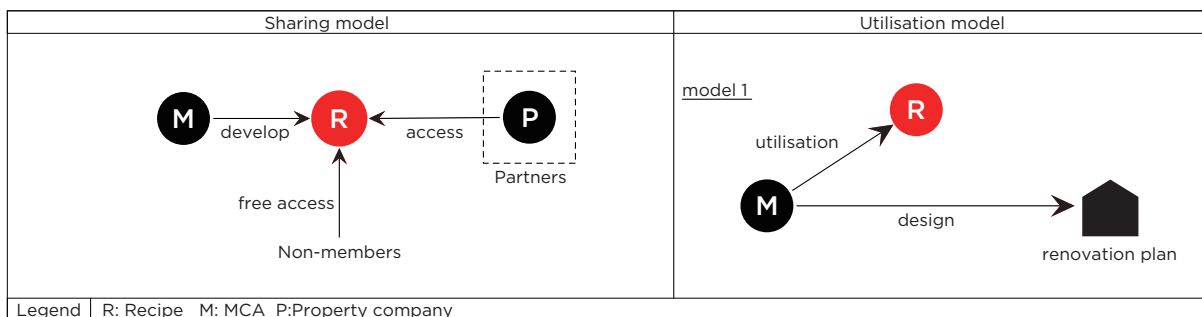 Sharing model
Utilisation model
M
develop
R
access
P
Partners
free access
Non-members
model 1
R
utilisation
M
design
renovation plan
Legend R: Recipe M: MCA P:Property company